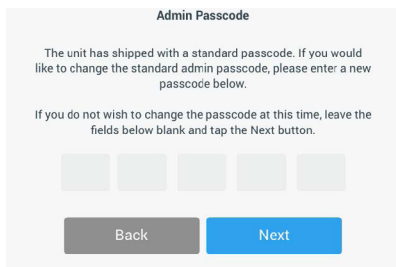 Admin Passcode
The unit has shipped with a standard passcode. If you would
like to change the standard admin passcode, please enter a new
passcode below.
If you do not wish to change the passcode at this time, leave the
fields below blank and tap the Next button.
Back
Next